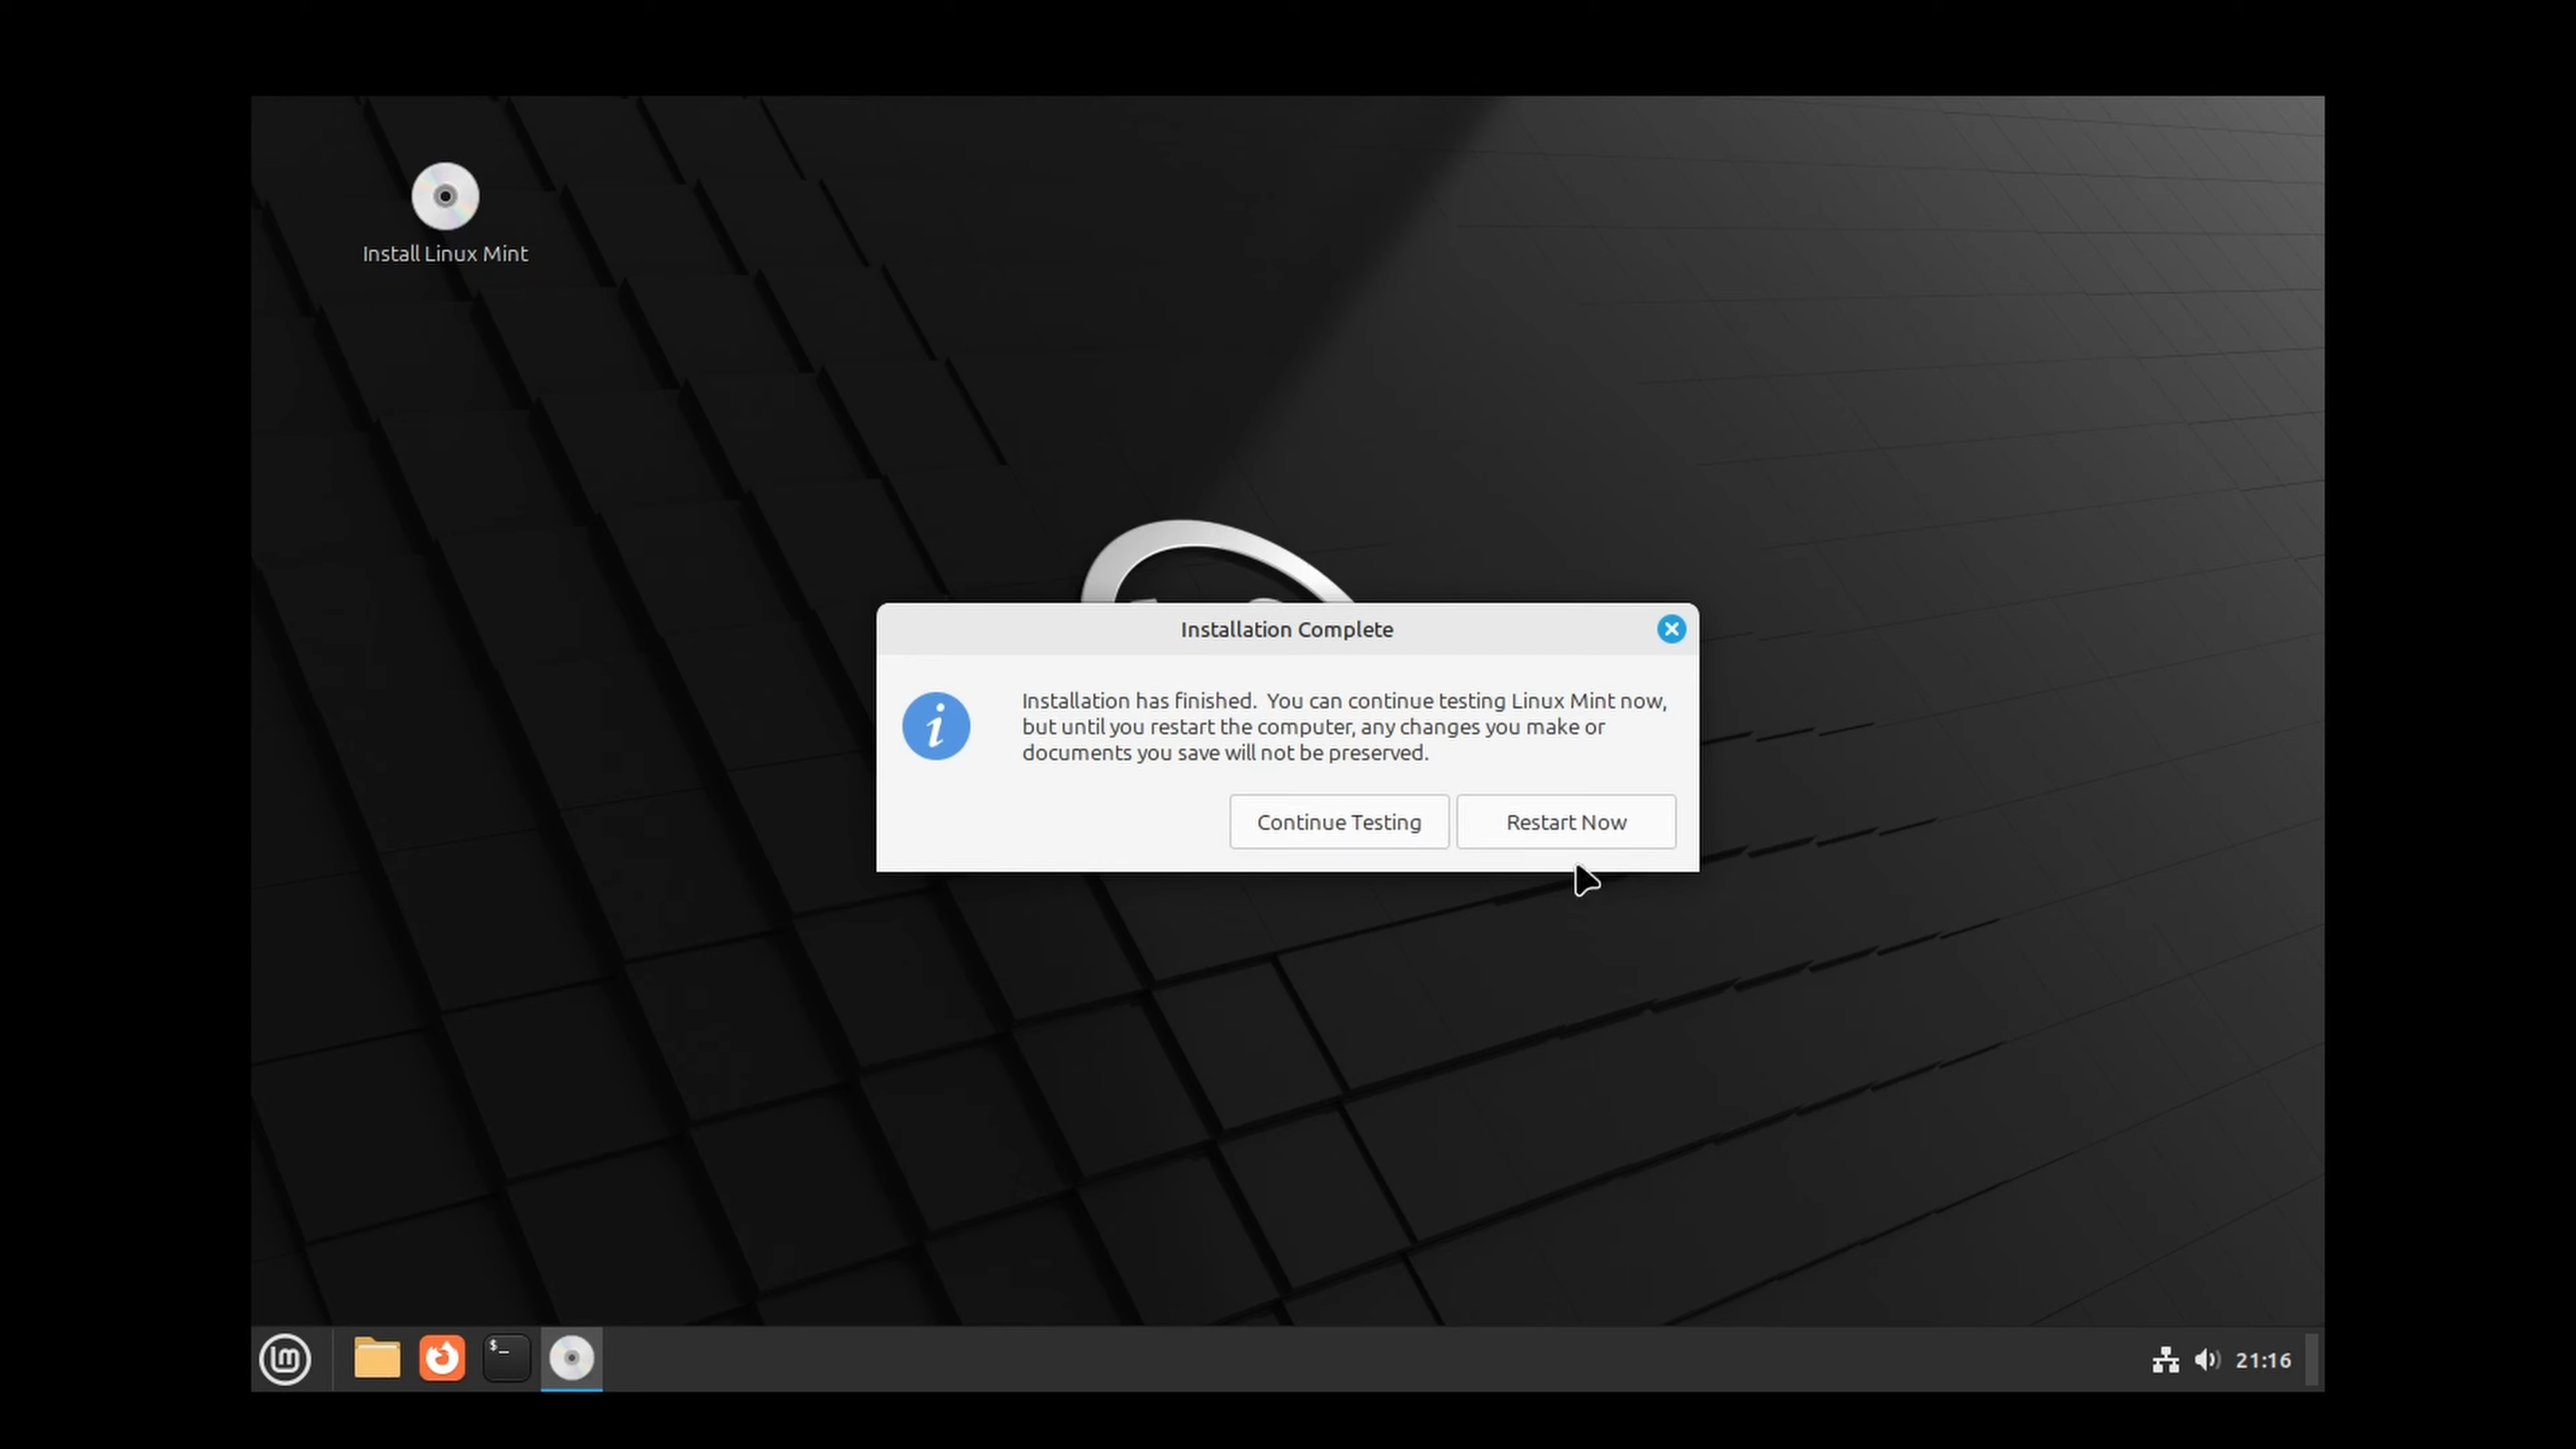 Install Linux Mint
Installation Complete
Installation has finished.  You can continue testing Linux Mint now,
but until you restart the computer, any changes you make or
documents you save will not be preserved.
Continue Testing
Restart Now
$_
21:16